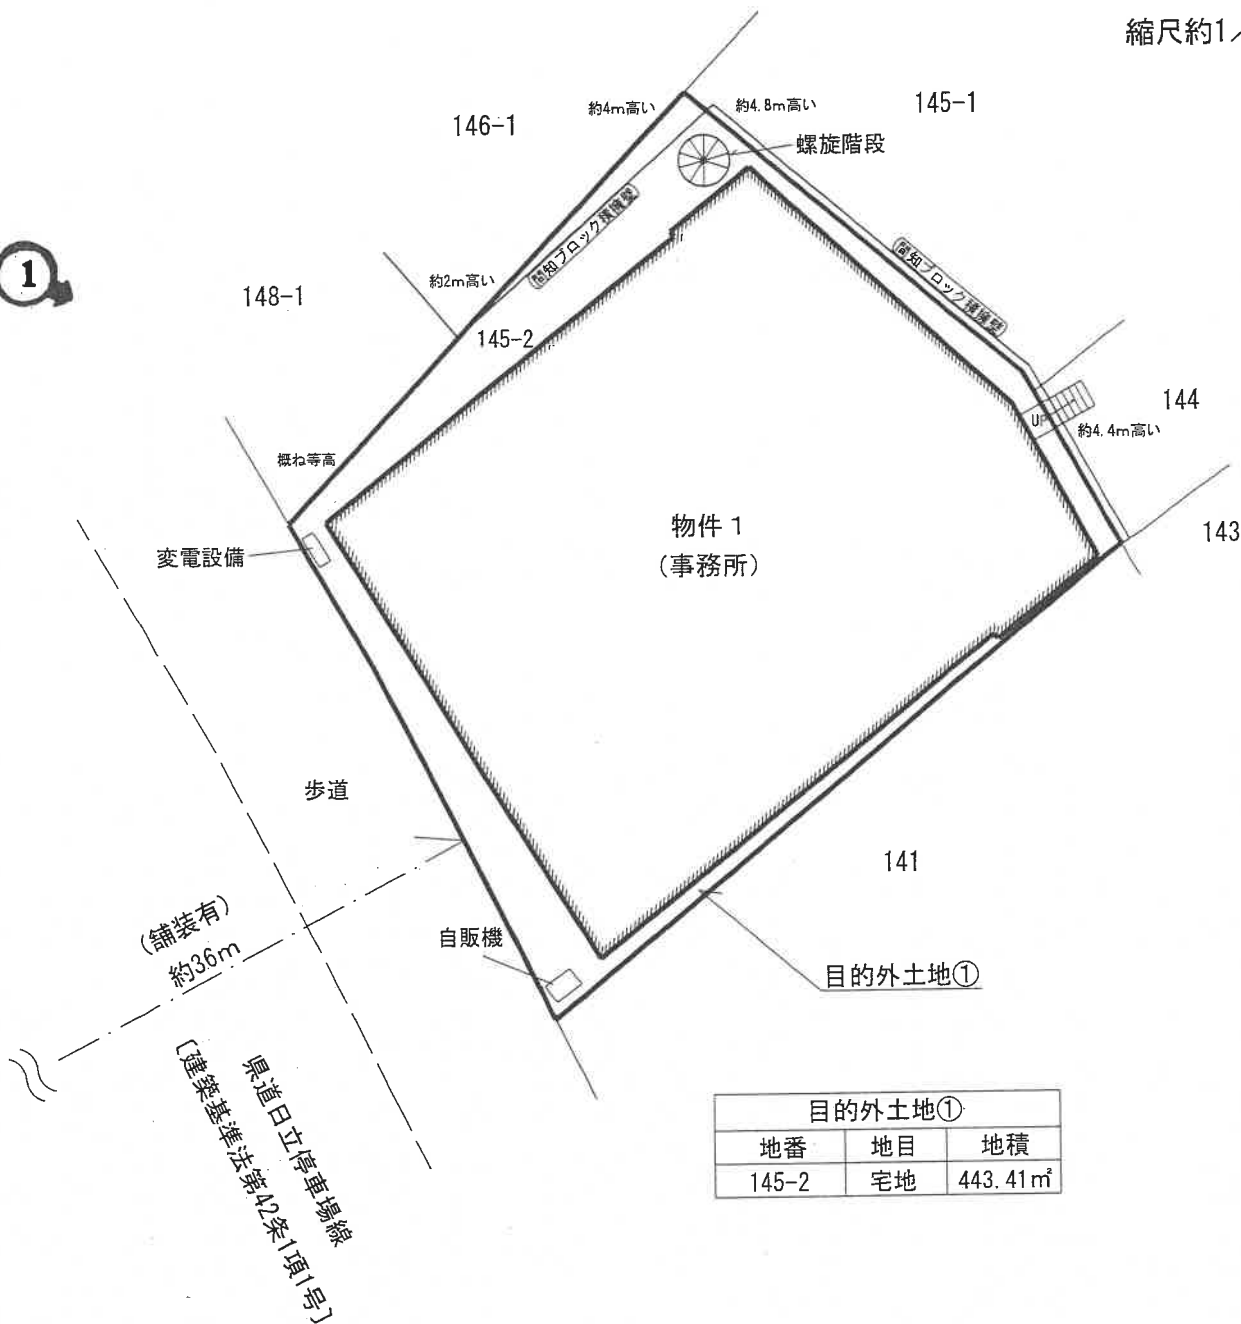 縮尺約1/
約4m高い
約4.8m高い
145-1
146-1
螺旋階段
間知ブロック積擁壁
間知ブロック積擁壁
1
148-1
約2m高い
145-2
144
UP
約4.4m高い
概ね等高
物件1
(事務所)
143
変電設備
歩道
141
(舗装有)
約36m
自販機
目的外土地①
県道日立停車場線
〔建築基準法第42条1項1号〕
目的外土地①
地番 地目 地積
145-2 宅地 443.41㎡